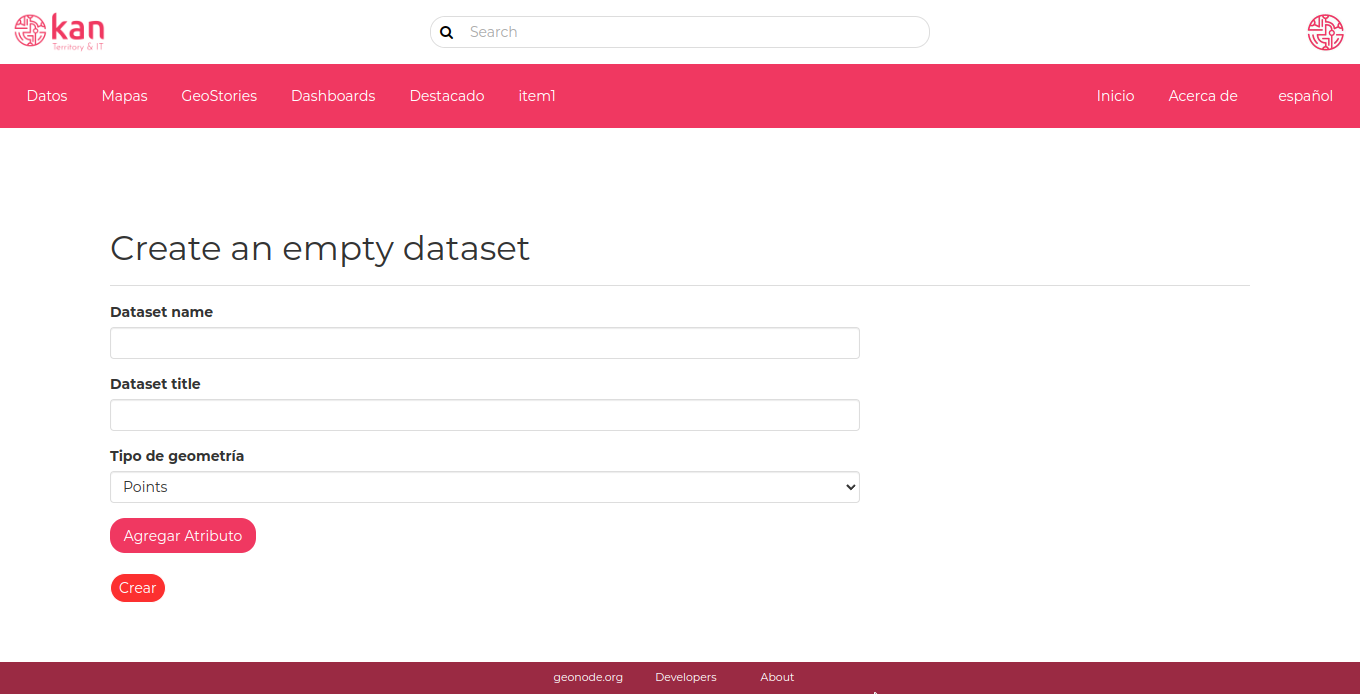 kan
Territory & IT
Search
Datos Mapas GeoStories Dashboards Destacado item1 Inicio Acerca de español
Create an empty dataset
Dataset name
Dataset title
Tipo de geometría
Points
Agregar Atributo
Crear
geonode.org Developers About